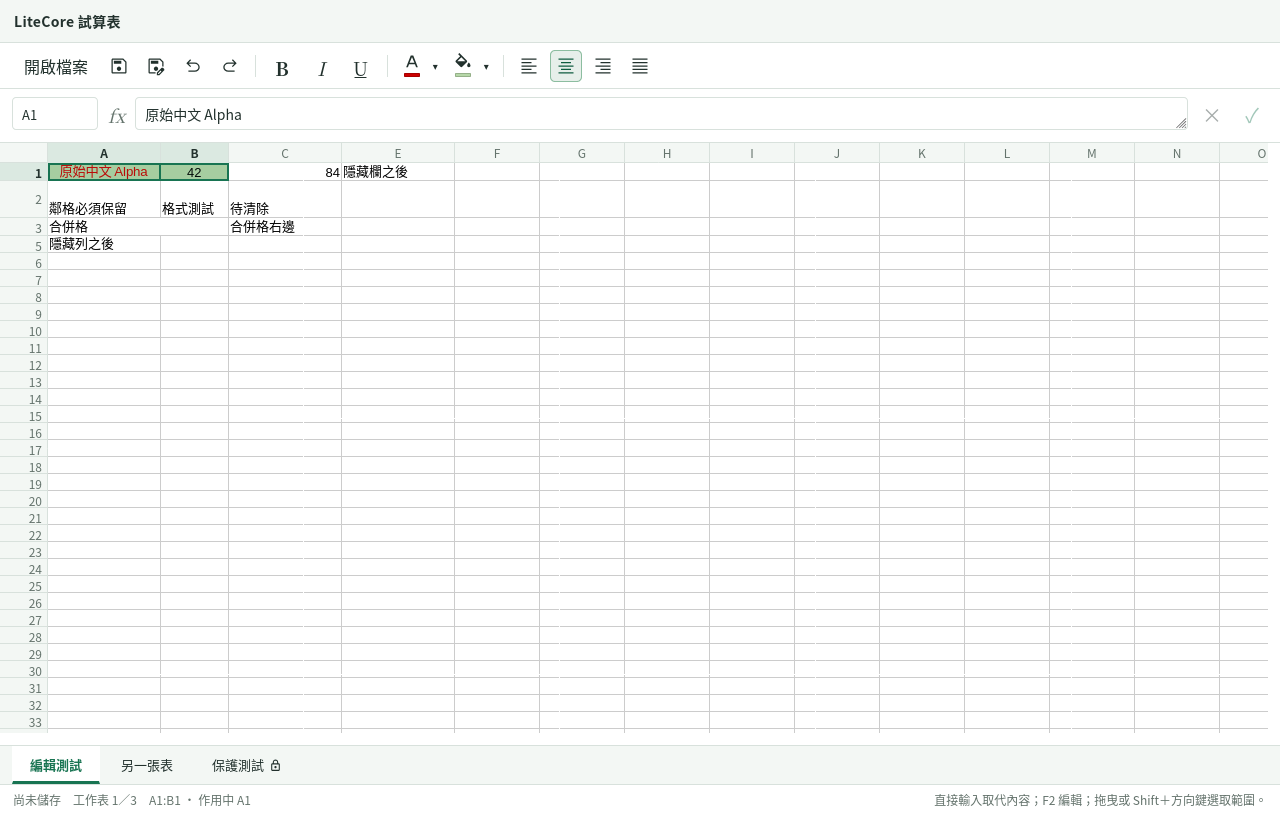 LiteCore 試算表
開啟檔案 B I U A
A1 fx 原始中文 Alpha
A B C E F G H I J K L M N O
1 原始中文 Alpha 42 84 隱藏欄之後
2 鄰格必須保留 格式測試 待清除
3 合併格 合併格右邊
5 隱藏列之後
6
7
8
9
10
11
12
13
14
15
16
17
18
19
20
21
22
23
24
25
26
27
28
29
30
31
32
33
編輯測試 另一張表 保護測試
尚未儲存 工作表 1／3 A1:B1 · 作用中 A1 直接輸入取代內容；F2 編輯；拖曳或 Shift＋方向鍵選取範圍。